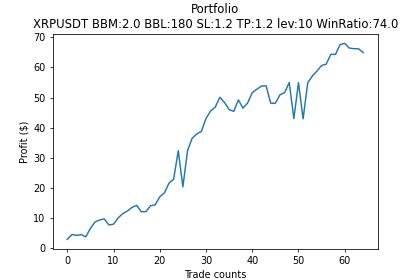 Portfolio
XRPUSDT BBM:2.0 BBL:180 SL:1.2 TP:1.2 lev:10 WinRatio:74.0
70
60
50
40
30
20
10
0
Profit ($)
0 10 20 30 40 50 60
Trade counts